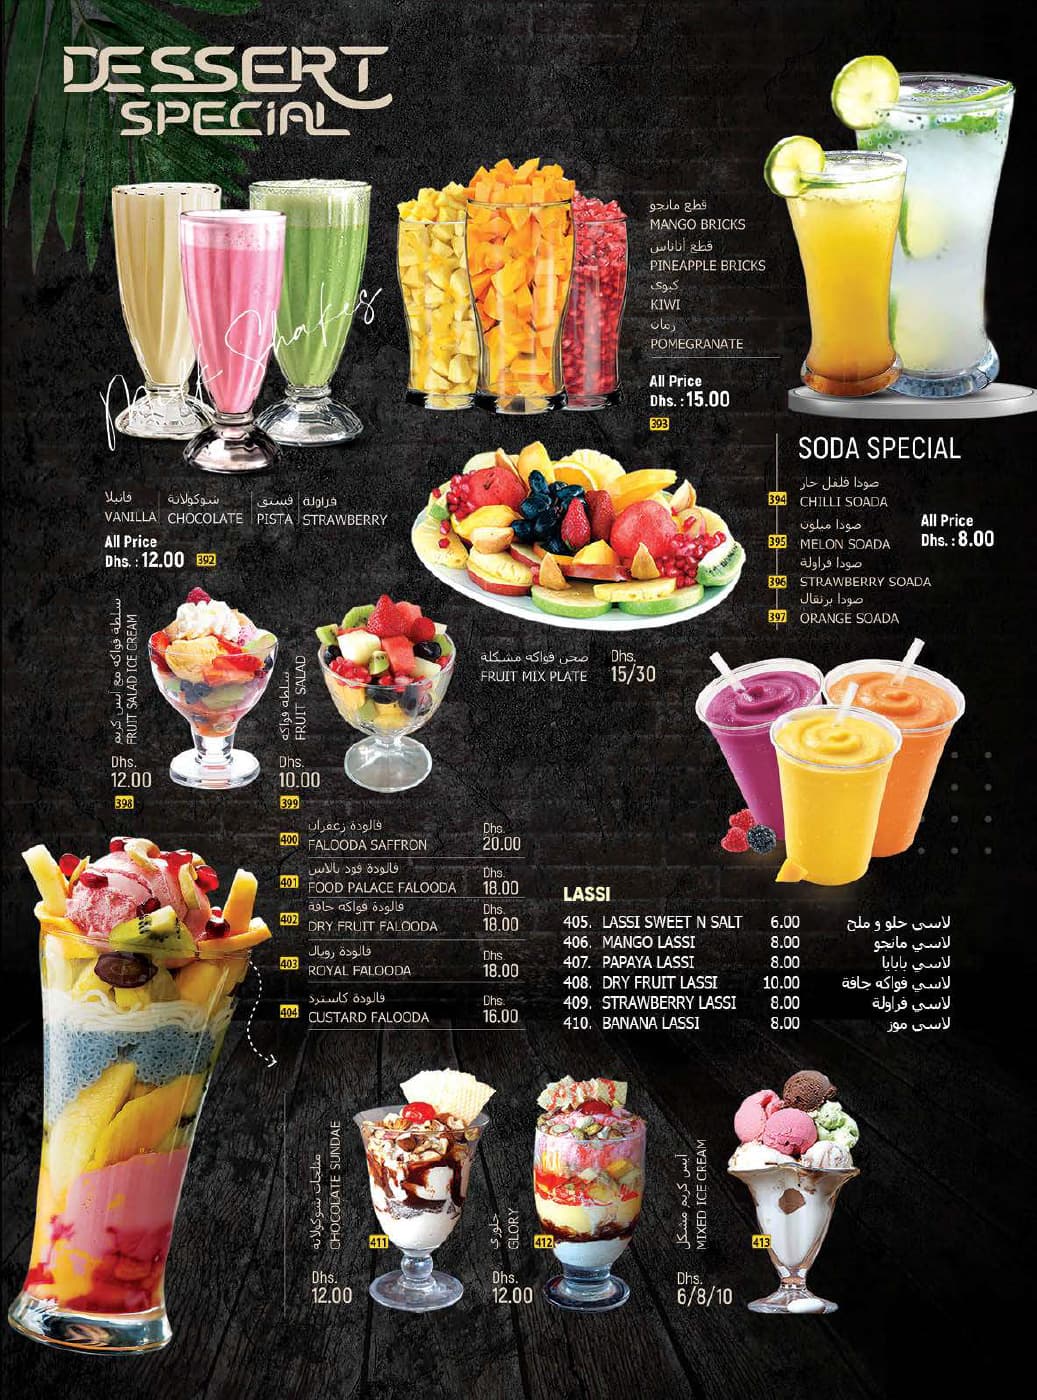 DESSERT
SPECIAL
Milk Shakes
فانيلا
VANILLA
شوكولاتة
CHOCOLATE
فستق
PISTA
فراولة
STRAWBERRY
All Price
Dhs. : 12.00 392
قطع مانجو
MANGO BRICKS
قطع أناناس
PINEAPPLE BRICKS
كيوي
KIWI
رمان
POMEGRANATE
All Price
Dhs. : 15.00
393
SODA SPECIAL
صودا فلفل حار
394 CHILLI SOADA
صودا ميلون
395 MELON SOADA
صودا فراولة
396 STRAWBERRY SOADA
صودا برتقال
397 ORANGE SOADA
All Price
Dhs. : 8.00
صحن فواكه مشكلة
FRUIT MIX PLATE
Dhs.
15/30
سلطة فواكه مع آيس كريم
FRUIT SALAD ICE CREAM
Dhs.
12.00
398
سلطة فواكه
FRUIT SALAD
Dhs.
10.00
399
فالودة زعفران
400 FALOODA SAFFRON
Dhs.
20.00
فالودة فود بالاس
401 FOOD PALACE FALOODA
Dhs.
18.00
فالودة فواكه جافة
402 DRY FRUIT FALOODA
Dhs.
18.00
فالودة رويال
403 ROYAL FALOODA
Dhs
18.00
فالودة كاسترد
404 CUSTARD FALOODA
Dhs.
16.00
LASSI
405. LASSI SWEET N SALT 6.00 لاسي حلو و ملح
406. MANGO LASSI 8.00 لاسي مانجو
407. PAPAYA LASSI 8.00 لاسي بابايا
408. DRY FRUIT LASSI 10.00 لاسي فواكه جافة
409. STRAWBERRY LASSI 8.00 لاسي فراولة
410. BANANA LASSI 8.00 لاسي موز
مثلجات شوكولاتة
CHOCOLATE SUNDAE
411
Dhs.
12.00
جلوري
GLORY
412
Dhs.
12.00
آيس كريم مشكل
MIXED ICE CREAM
413
Dhs.
6/8/10